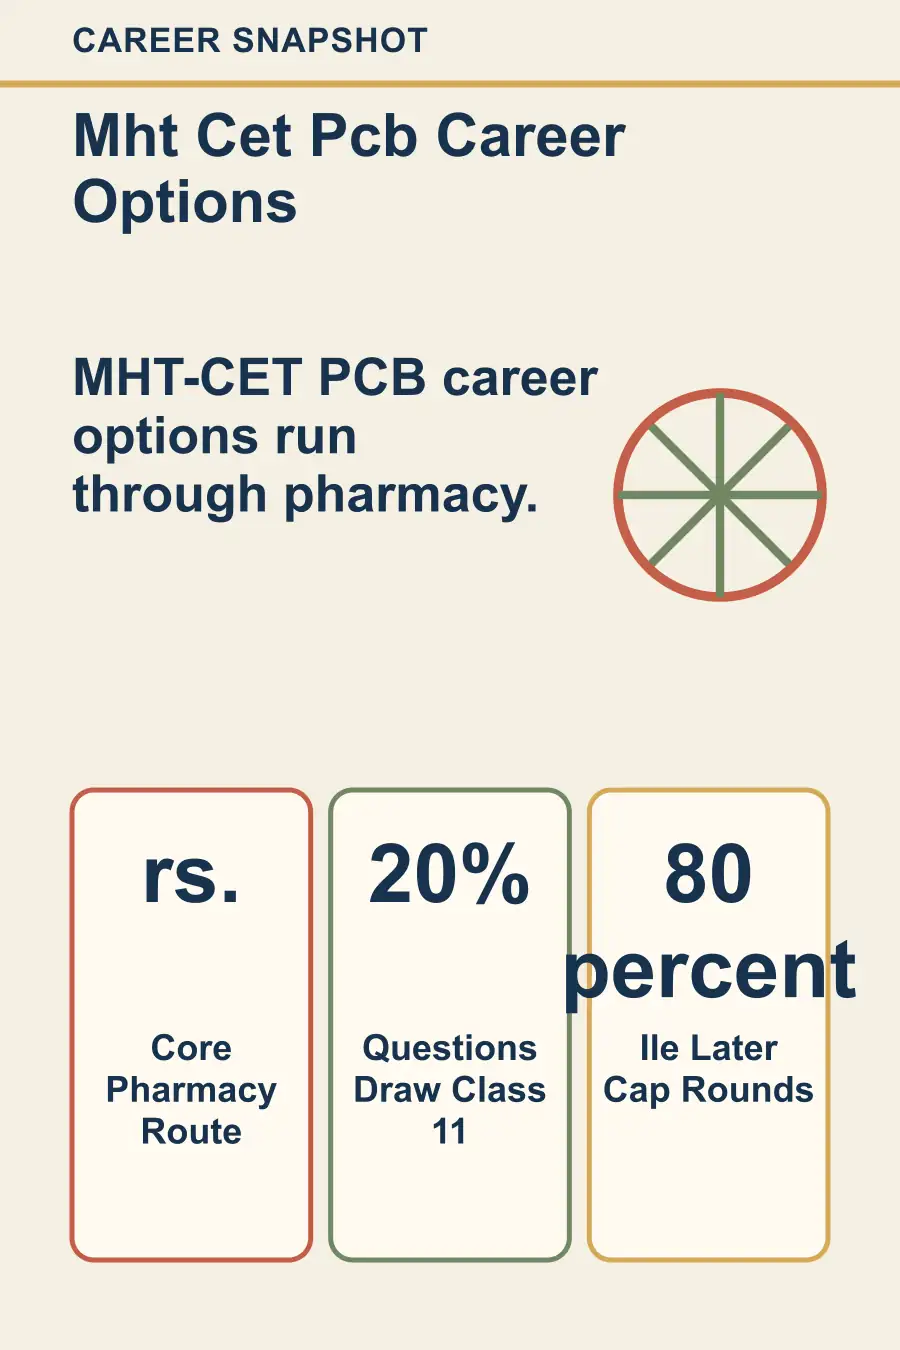 CAREER SNAPSHOT
Mht Cet Pcb Career
Options
MHT-CET PCB career
options run
through pharmacy.
rs.
Core
Pharmacy
Route
20%
Questions
Draw Class
11
80
percent
Ile Later
Cap Rounds